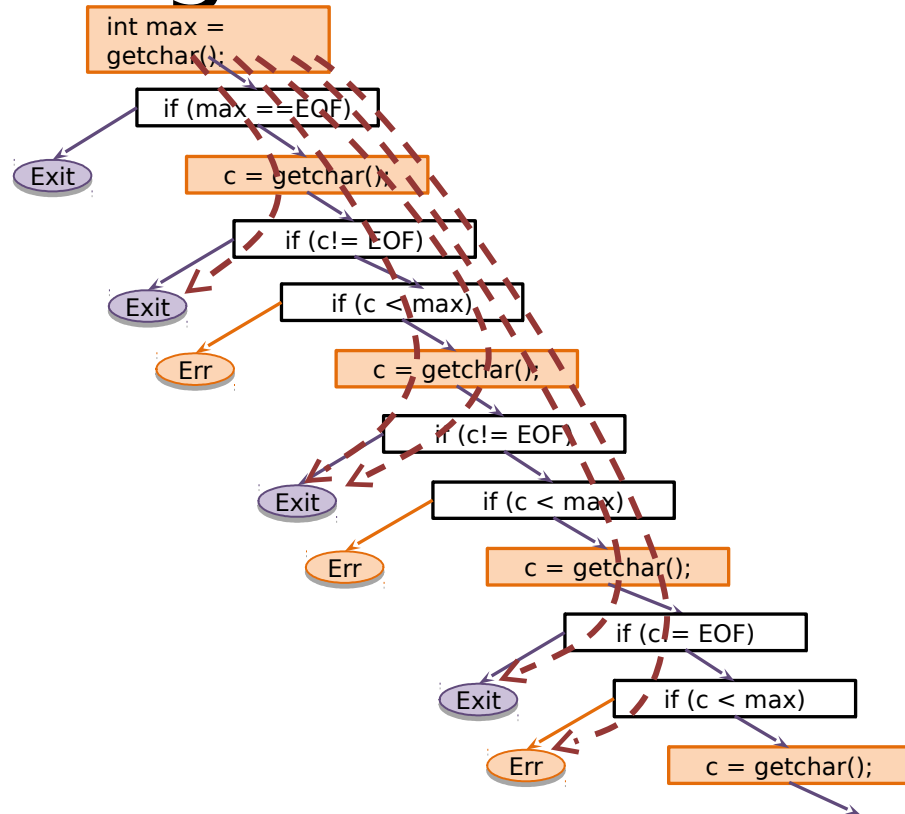 int max =
getchar();
if (max ==EOF)
Exit
c = getchar();
if (c!= EOF)
Exit
if (c < max)
Err
c = getchar();
if (c!= EOF)
Exit
if (c < max)
Err
c = getchar();
if (c!= EOF)
Exit
if (c < max)
Err
c = getchar();